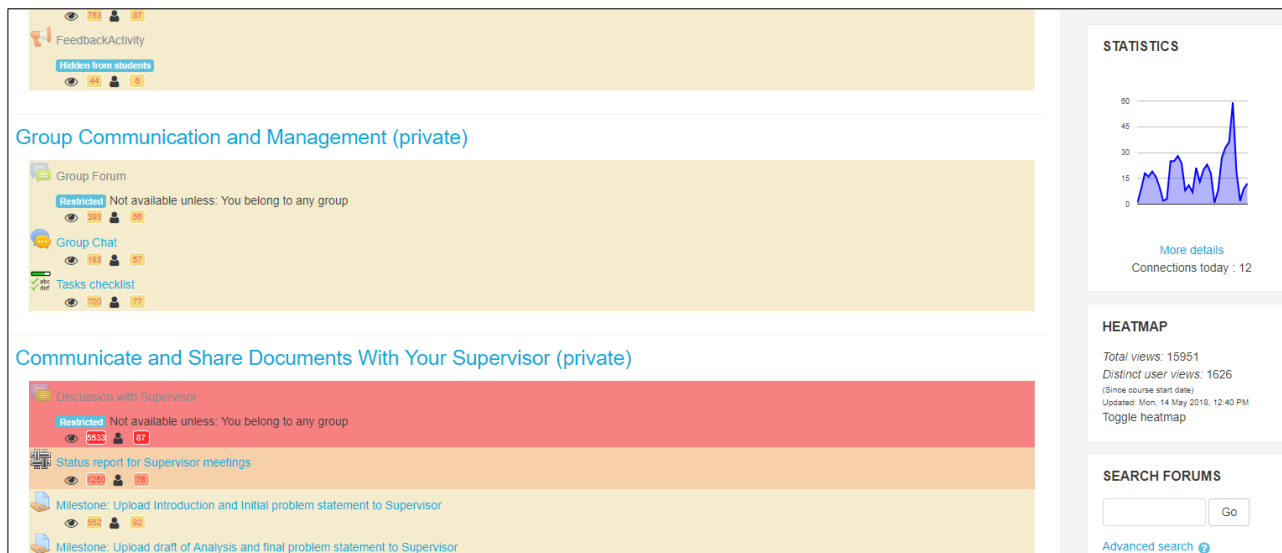 753 87
FeedbackActivity
Hidden from students
44 6
Group Communication and Management (private)
Group Forum
Restricted Not available unless: You belong to any group
393 56
Group Chat
183 57
abc
def
Tasks checklist
700 77
Communicate and Share Documents With Your Supervisor (private)
Discussion with Supervisor
Restricted Not available unless: You belong to any group
5533 87
Status report for Supervisor meetings
1250 76
Milestone: Upload Introduction and Initial problem statement to Supervisor
552 82
Milestone: Upload draft of Analysis and final problem statement to Supervisor
STATISTICS
60
45
30
15
0
More details
Connections today : 12
HEATMAP
Total views: 15951
Distinct user views: 1626
(Since course start date)
Updated: Mon, 14 May 2018, 12:40 PM
Toggle heatmap
SEARCH FORUMS
Go
Advanced search ?